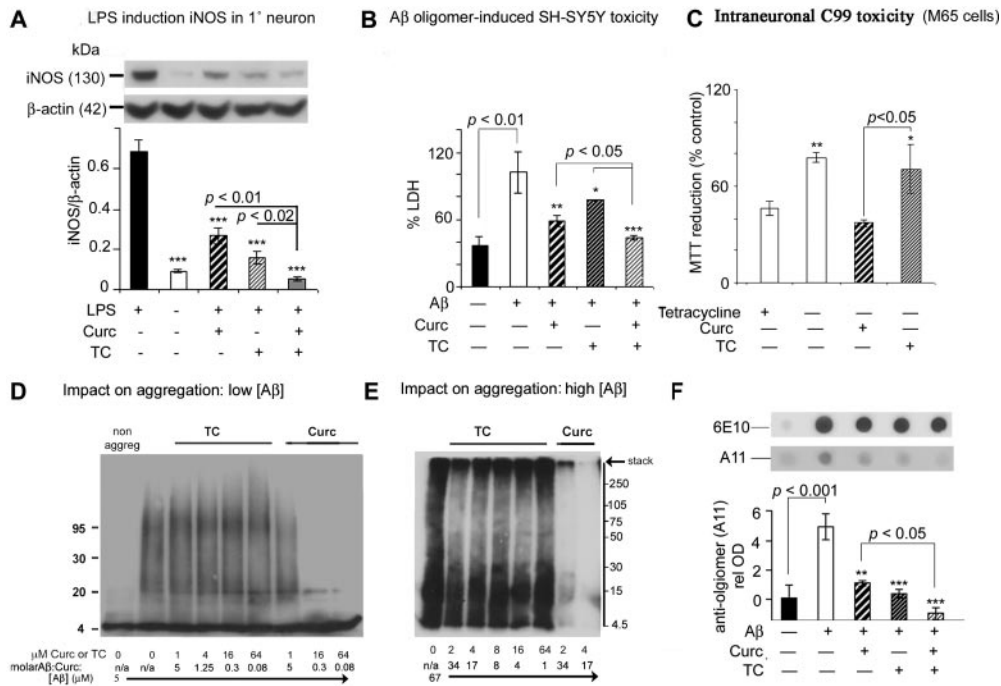 A
LPS induction iNOS in 1° neuron
kDa
iNOS (130)
β-actin (42)
iNOS/β-actin
0.6
0.4
0.2
0
p < 0.01
p < 0.02
***
***
***
***
LPS + - + + +
Curc - - + - +
TC - - - + +
B
Aβ oligomer-induced SH-SY5Y toxicity
% LDH
120
60
0
p < 0.01
p < 0.05
**
*
***
Aβ — + + + +
Curc — — + — +
TC — — — + +
C
Intraneuronal C99 toxicity (M65 cells)
MTT reduction (% control)
120
80
60
40
0
p<0.05
**
*
Tetracycline + — — —
Curc — — + —
TC — — — +
D
Impact on aggregation: low [Aβ]
non aggreg
TC
Curc
95
30
20
4
μM Curc or TC 0 0 1 4 16 64 1 16 64
molarAβ:Curc: n/a n/a 5 1.25 0.3 0.08 5 0.3 0.08
[Aβ] (μM) 5
E
Impact on aggregation: high [Aβ]
TC
Curc
stack
250
105
75
50
30
15
4.5
0 2 4 8 16 64 2 4
n/a 34 17 8 4 1 34 17
67
F
6E10
A11
anti-olgiomer (A11)
rel OD
6
5
4
2
0
p < 0.001
p < 0.05
**
***
***
Aβ — + + + +
Curc — — + — +
TC — — — + +